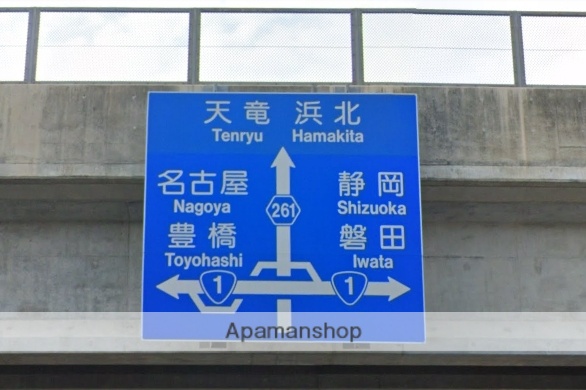 天竜 浜北
Tenryu Hamakita
名古屋 静岡
Nagoya Shizuoka
261
豊橋 磐田
Toyohashi Iwata
1 1
Apamanshop